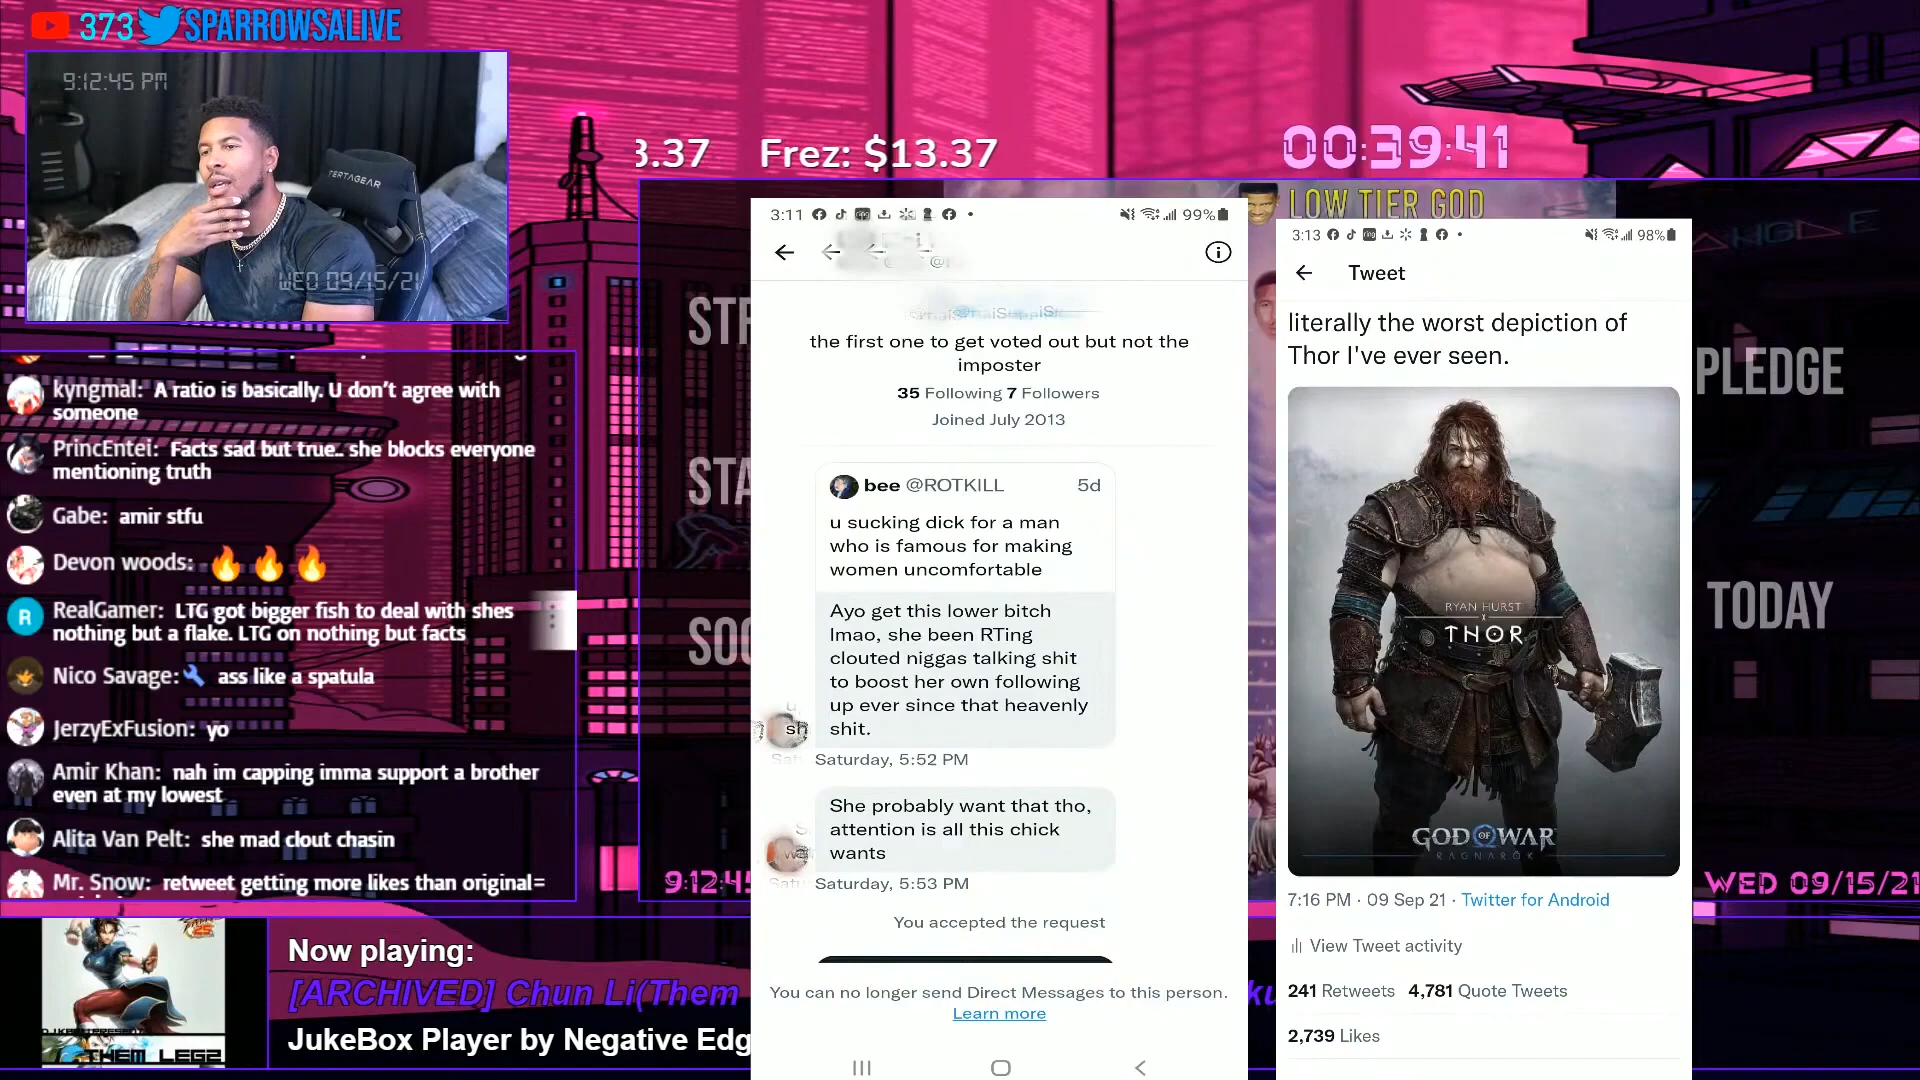 373 SPARROWSALIVE
9:12:45 PM
TERTAGEAR
WED 09/15/21
3.37 Frez: $13.37
00:39:41
LOW TIER GOD
kyngmal: A ratio is basically. U don't agree with
someone
PrincEntei: Facts sad but true.. she blocks everyone
mentioning truth
Gabe: amir stfu
Devon woods: 🔥 🔥 🔥
R
RealGamer: LTG got bigger fish to deal with shes
nothing but a flake. LTG on nothing but facts
Nico Savage: ass like a spatula
JerzyExFusion: yo
Amir Khan: nah im capping imma support a brother
even at my lowest
Alita Van Pelt: she mad clout chasin
Mr. Snow: retweet getting more likes than original=
THEM LEGZ
Now playing:
[ARCHIVED] Chun Li(Them
JukeBox Player by Negative Edg
STA
SOC
9:12:45
3:11 99%
the first one to get voted out but not the
imposter
35 Following 7 Followers
Joined July 2013
bee @ROTKILL 5d
u sucking dick for a man
who is famous for making
women uncomfortable
Ayo get this lower bitch
lmao, she been RTing
clouted niggas talking shit
to boost her own following
up ever since that heavenly
shit.
Saturday, 5:52 PM
She probably want that tho,
attention is all this chick
wants
Saturday, 5:53 PM
You accepted the request
You can no longer send Direct Messages to this person.
Learn more
3:13 98%
Tweet
literally the worst depiction of
Thor I've ever seen.
RYAN HURST
X
THOR
GOD OF WAR
RAGNARÖK
7:16 PM · 09 Sep 21 · Twitter for Android
View Tweet activity
241 Retweets 4,781 Quote Tweets
2,739 Likes
PLEDGE
TODAY
WED 09/15/21